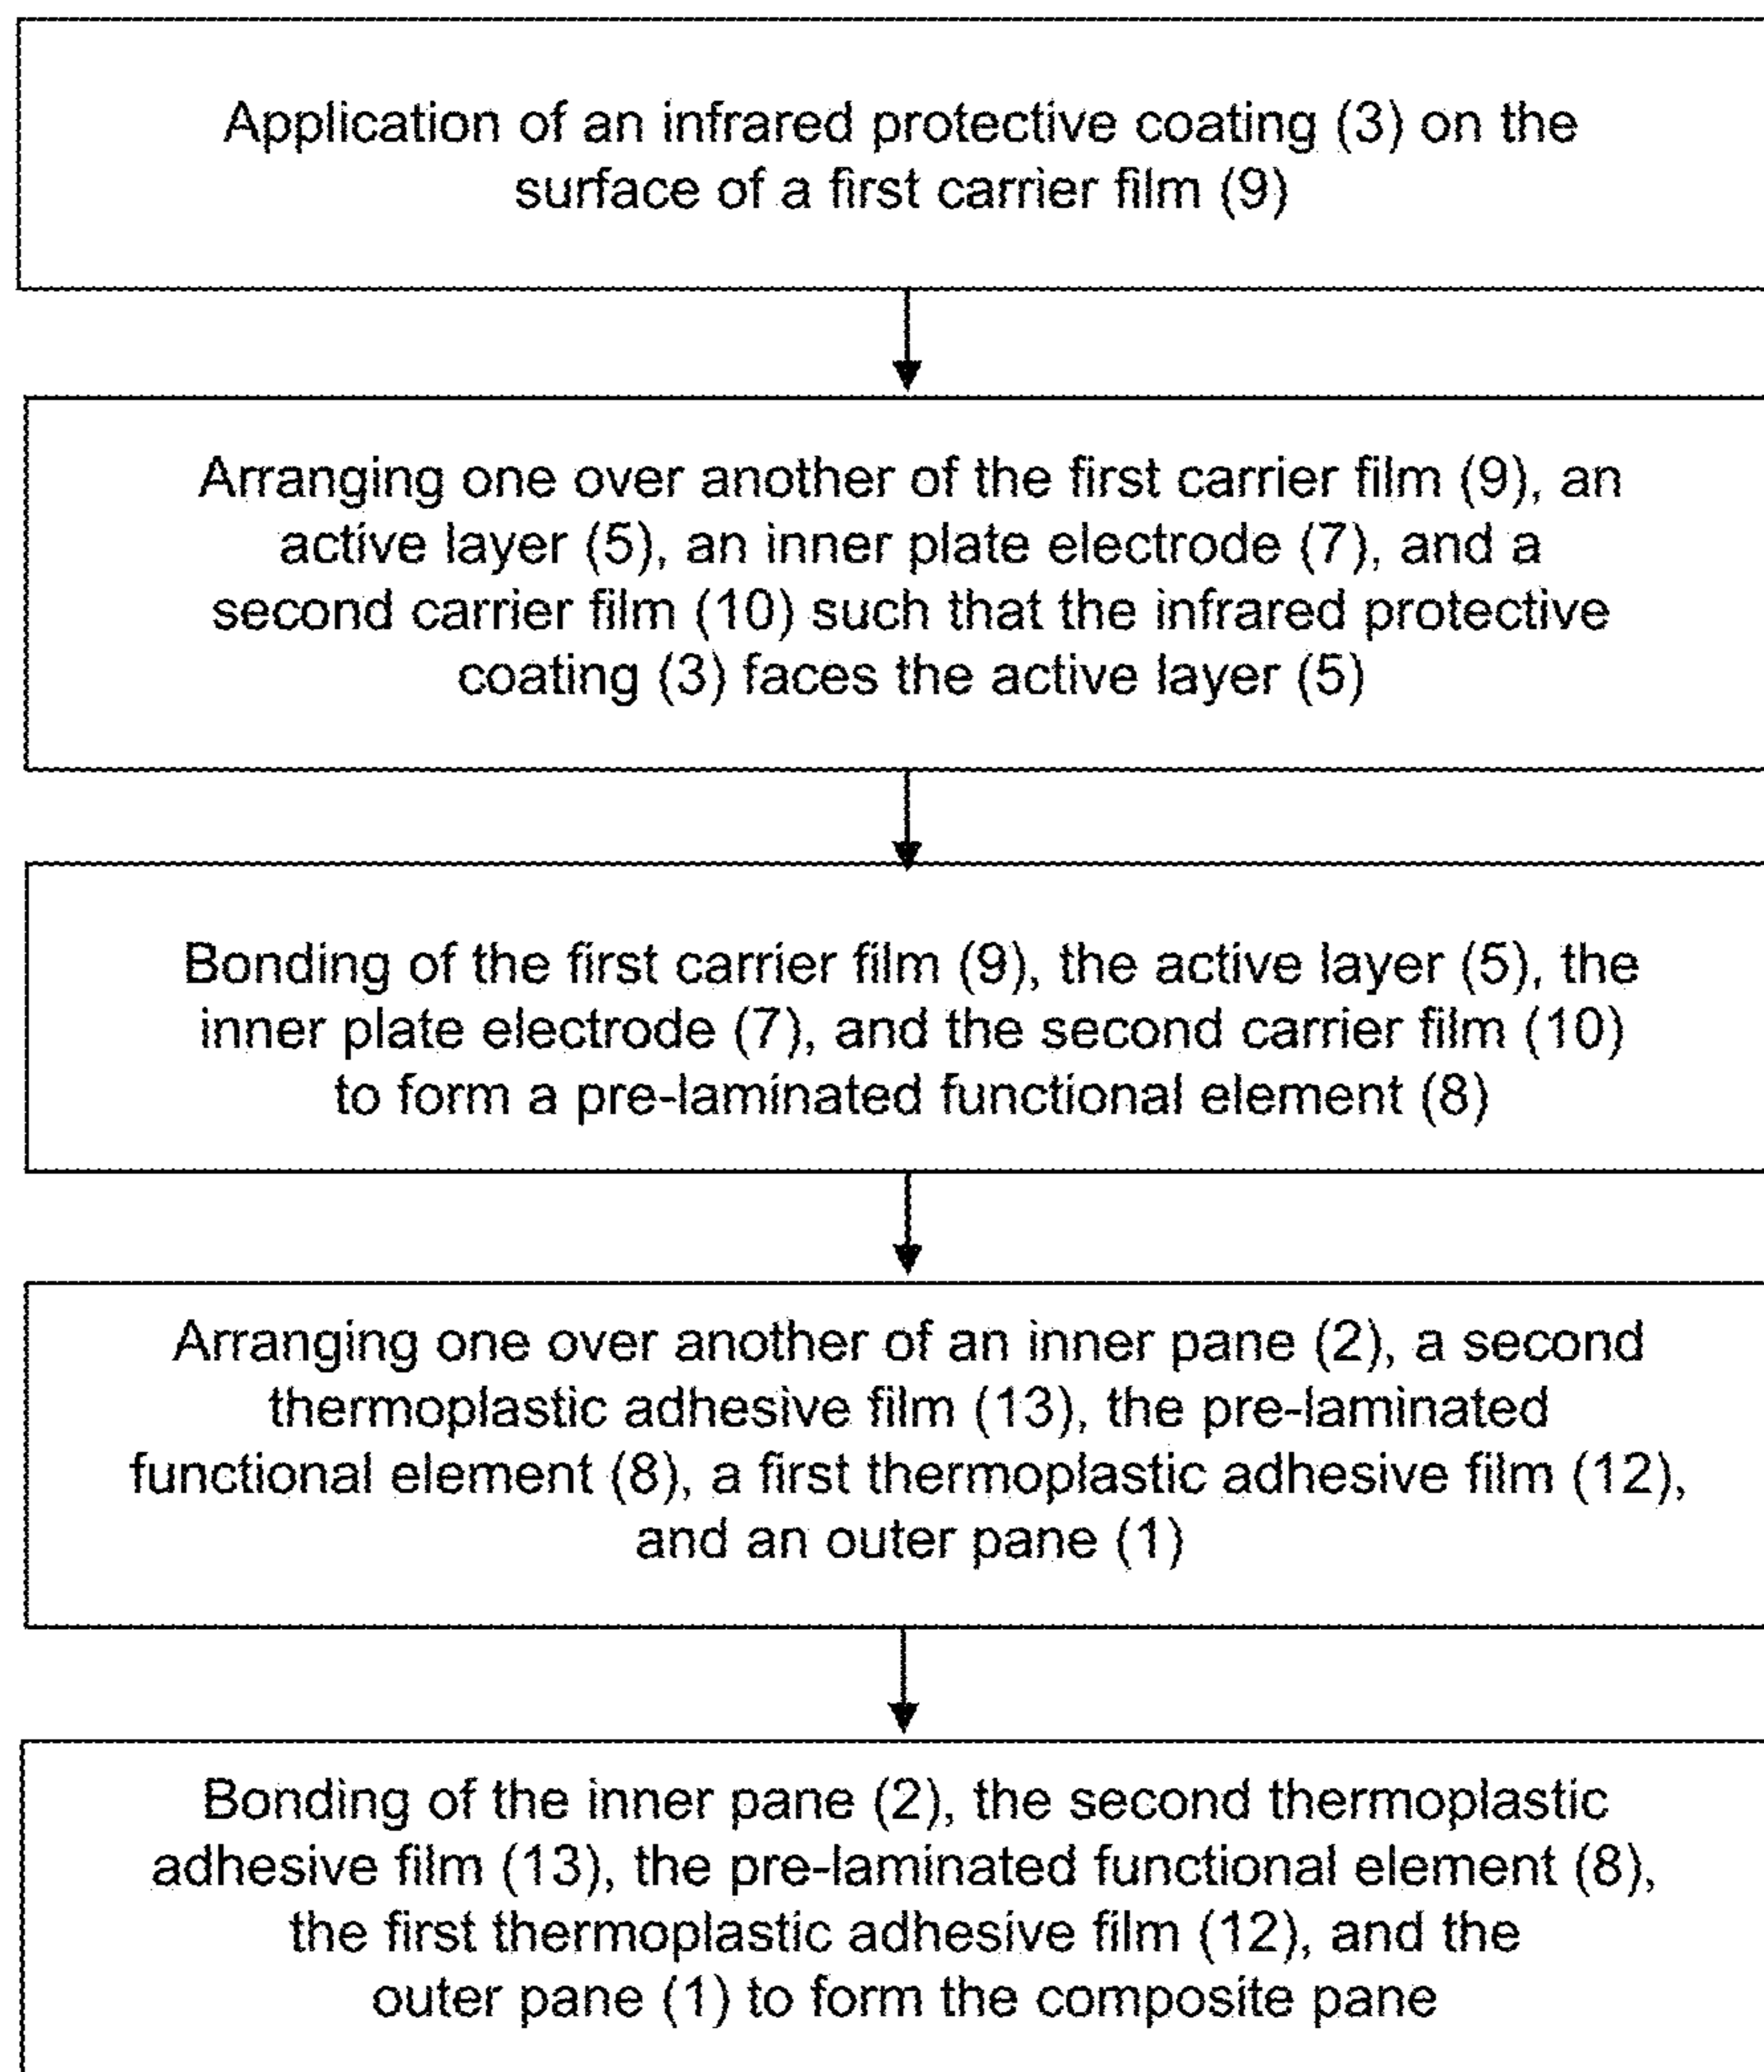 Application of an infrared protective coating (3) on the
surface of a first carrier film (9)
Arranging one over another of the first carrier film (9), an
active layer (5), an inner plate electrode (7), and a
second carrier film (10) such that the infrared protective
coating (3) faces the active layer (5)
Bonding of the first carrier film (9), the active layer (5), the
inner plate electrode (7), and the second carrier film (10)
to form a pre-laminated functional element (8)
Arranging one over another of an inner pane (2), a second
thermoplastic adhesive film (13), the pre-laminated
functional element (8), a first thermoplastic adhesive film (12),
and an outer pane (1)
Bonding of the inner pane (2), the second thermoplastic
adhesive film (13), the pre-laminated functional element (8),
the first thermoplastic adhesive film (12), and the
outer pane (1) to form the composite pane